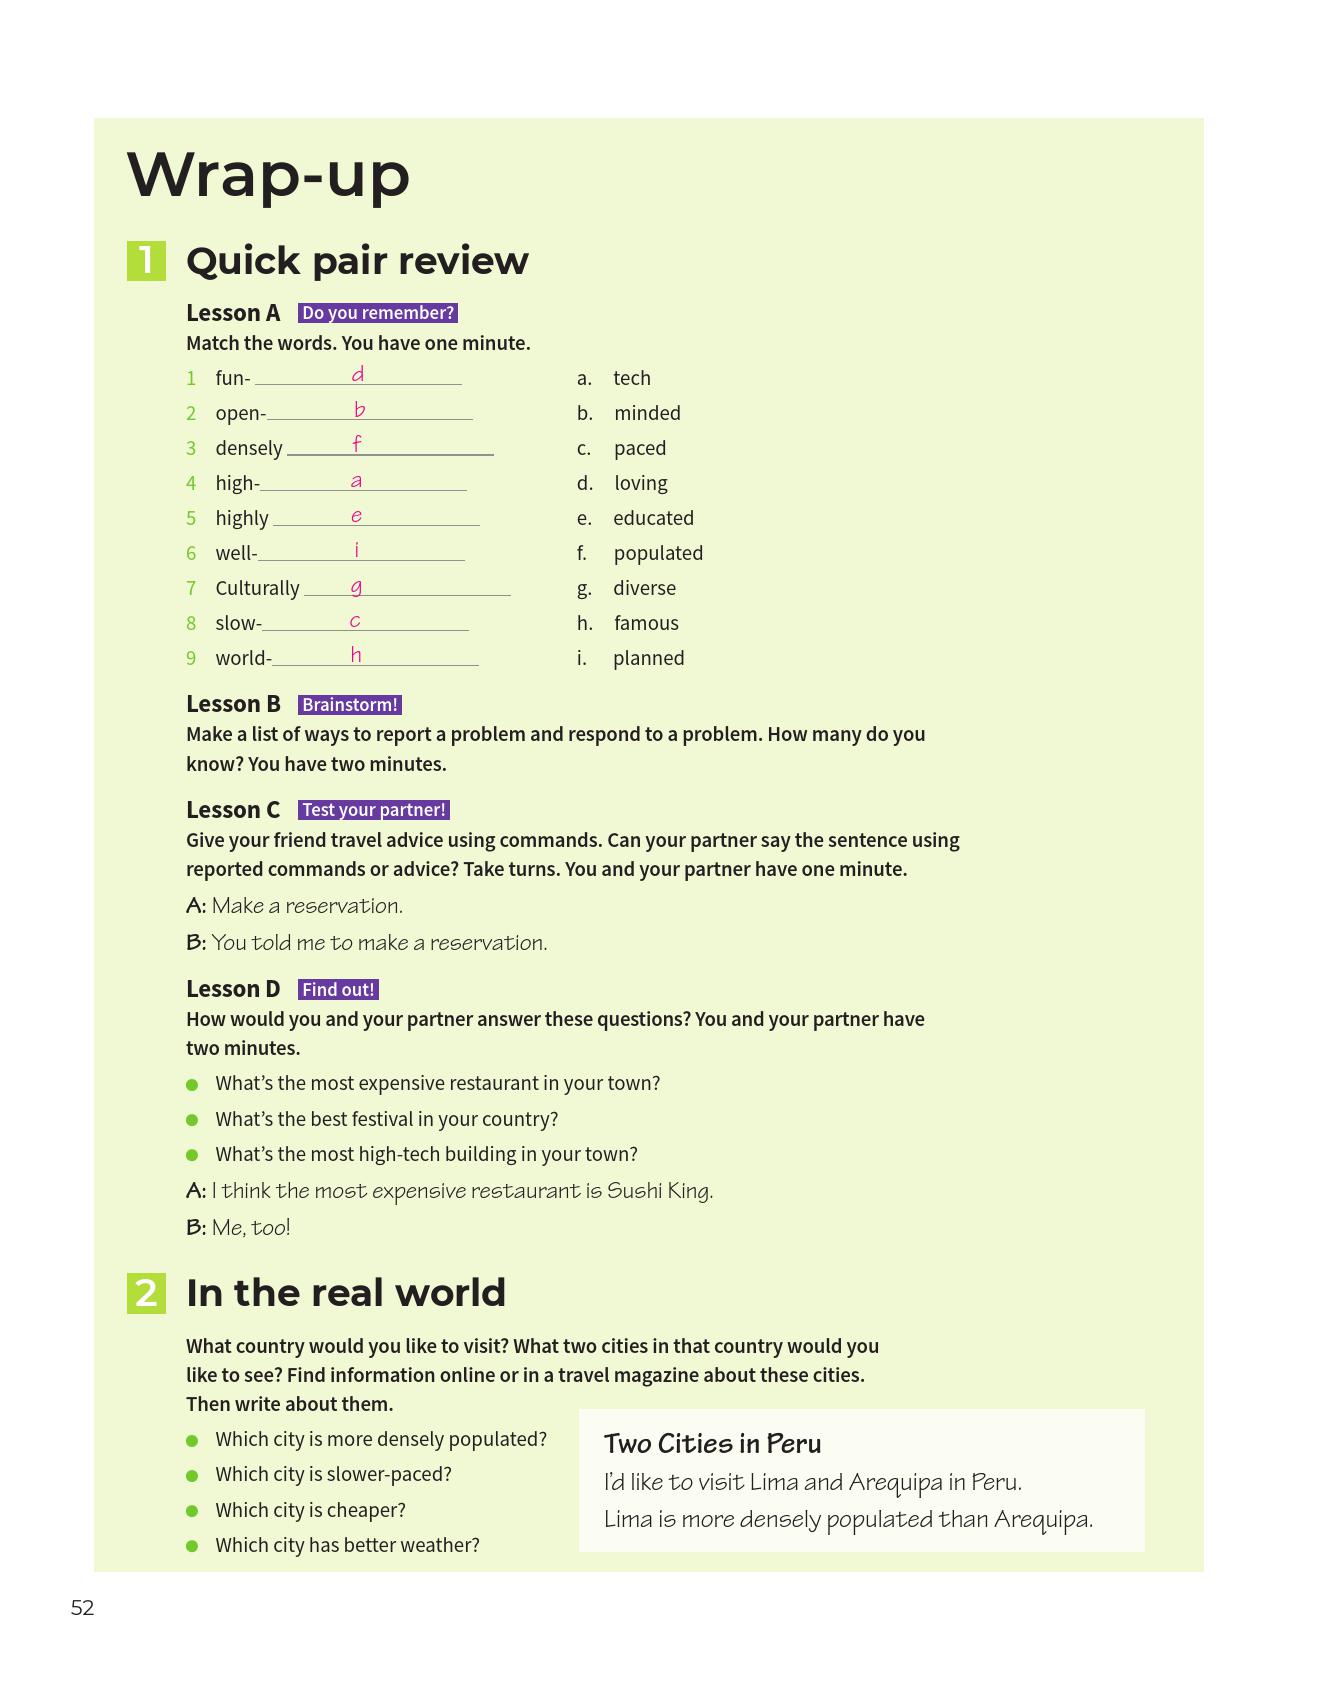 Wrap-up
1 Quick pair review
Lesson A Do you remember?
Match the words. You have one minute.
1 fun- d a. tech
2 open- b b. minded
3 densely f c. paced
4 high- a d. loving
5 highly e e. educated
6 well- i f. populated
7 Culturally g g. diverse
8 slow- c h. famous
9 world- h i. planned
Lesson B Brainstorm!
Make a list of ways to report a problem and respond to a problem. How many do you
know? You have two minutes.
Lesson C Test your partner!
Give your friend travel advice using commands. Can your partner say the sentence using
reported commands or advice? Take turns. You and your partner have one minute.
A: Make a reservation.
B: You told me to make a reservation.
Lesson D Find out!
How would you and your partner answer these questions? You and your partner have
two minutes.
What’s the most expensive restaurant in your town?
What’s the best festival in your country?
What’s the most high-tech building in your town?
A: I think the most expensive restaurant is Sushi King.
B: Me, too!
2 In the real world
What country would you like to visit? What two cities in that country would you
like to see? Find information online or in a travel magazine about these cities.
Then write about them.
Which city is more densely populated?
Which city is slower-paced?
Which city is cheaper?
Which city has better weather?
Two Cities in Peru
I’d like to visit Lima and Arequipa in Peru.
Lima is more densely populated than Arequipa.
52